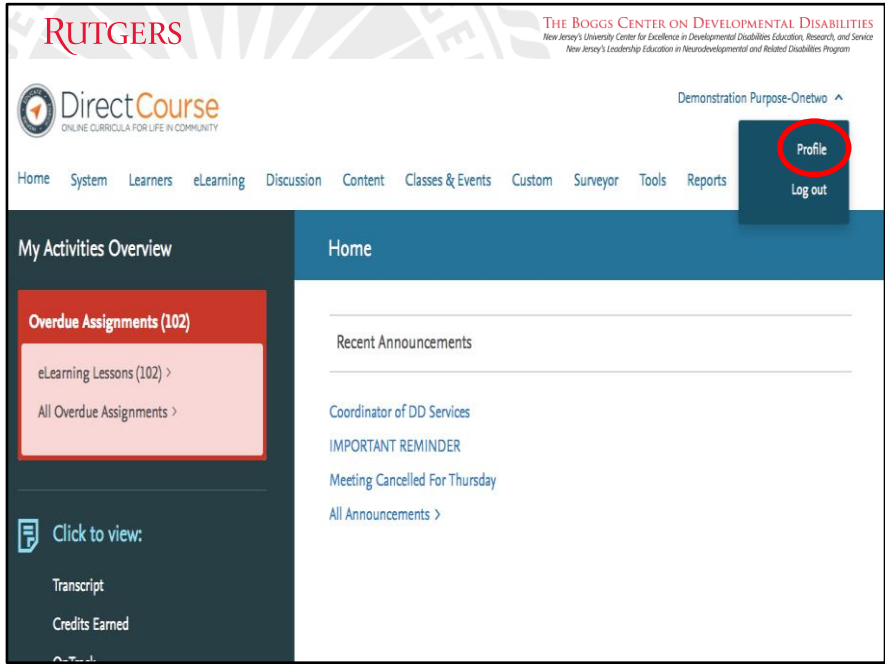 RUTGERS
THE BOGGS CENTER ON DEVELOPMENTAL DISABILITIES
New Jersey's University Center for Excellence in Developmental Disabilities Education, Research, and Service
New Jersey's Leadership Education in Neurodevelopmental and Related Disabilities Program
DirectCourse
ONLINE CURRICULA FOR LIFE IN COMMUNITY
Demonstration Purpose-Onetwo
Profile
Log out
Home System Learners eLearning Discussion Content Classes & Events Custom Surveyor Tools Reports
My Activities Overview
Overdue Assignments (102)
eLearning Lessons (102) >
All Overdue Assignments >
Click to view:
Transcript
Credits Earned
Home
Recent Announcements
Coordinator of DD Services
IMPORTANT REMINDER
Meeting Cancelled For Thursday
All Announcements >